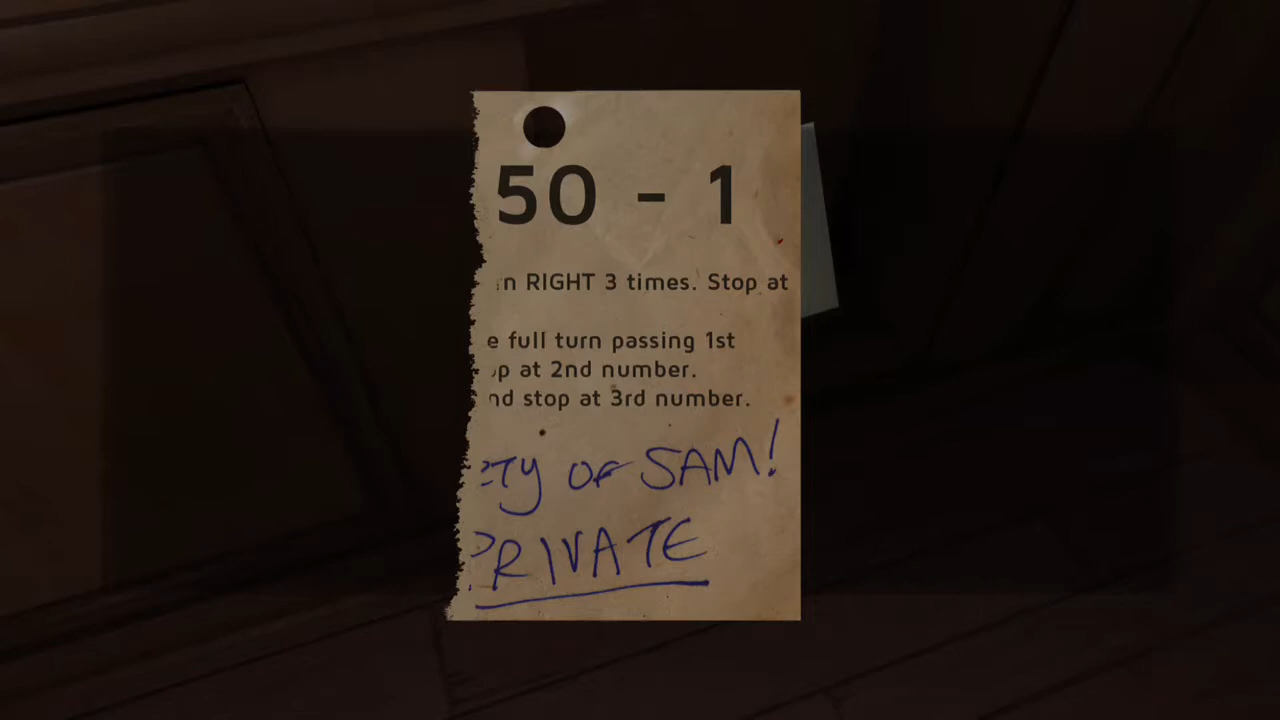 50 - 1
n RIGHT 3 times. Stop at
e full turn passing 1st
p at 2nd number.
nd stop at 3rd number.
TY OF SAM!
PRIVATE